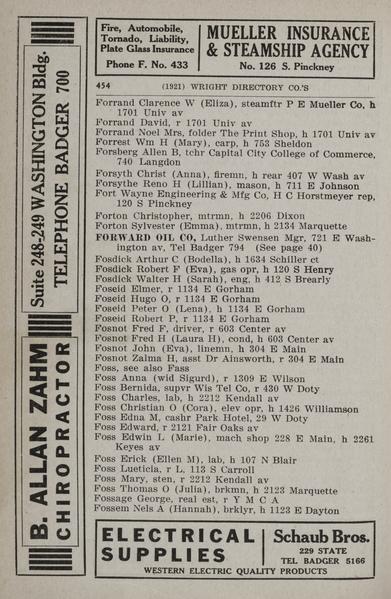 Fire, Automobile,
Tornado, Liability,
Plate Glass Insurance
Phone F. No. 433
MUELLER INSURANCE
& STEAMSHIP AGENCY
No. 126 S. Pinckney
454 (1921) WRIGHT DIRECTORY CO.'S
Forrand Clarence W (Eliza), steamftr P E Mueller Co, h
1701 Univ av
Forrand David, r 1701 Univ av
Forrand Noel Mrs, folder The Print Shop, h 1701 Univ av
Forrest Wm H (Mary), carp, h 753 Sheldon
Forsberg Allen B, tchr Capital City College of Commerce,
740 Langdon
Forsyth Christ (Anna), firemn, h rear 407 W Wash av
Forsythe Reno H (Lillian), mason, h 711 E Johnson
Fort Wayne Engineering & Mfg Co, H C Horstmeyer rep,
120 S Pinckney
Forton Christopher, mtrmn, h 2206 Dixon
Forton Sylvester (Emma), mtrmn, h 2134 Marquette
FORWARD OIL CO, Luther Swensen Mgr, 721 E Wash-
ington av, Tel Badger 794 (See page 40)
Fosdick Arthur C (Bodella), h 1634 Schiller ct
Fosdick Robert F (Eva), gas opr, h 120 S Henry
Fosdick Walter H (Sarah), eng, h 412 S Brearly
Foseid Elmer, r 1134 E Gorham
Foseid Hugo O, r 1134 E Gorham
Foseid Peter O (Lena), h 1134 E Gorham
Foseid Robert P, r 1134 E Gorham
Fosnot Fred F, driver, r 603 Center av
Fosnot Fred H (Laura H), cond, h 603 Center av
Fosnot John (Eva), linemn, h 304 E Main
Fosnot Zalma H, asst Dr Ainsworth, r 304 E Main
Foss, see also Fass
Foss Anna (wid Sigurd), r 1309 E Wilson
Foss Bernida, supvr Wis Tel Co, r 430 W Doty
Foss Charles, lab, h 2212 Kendall av
Foss Christian O (Cora), elev opr, h 1426 Williamson
Foss Edna M, cashr Park Hotel, 29 W Doty
Foss Edward, r 2121 Fair Oaks av
Foss Edwin L (Marie), mach shop 228 E Main, h 2261
Keyes av
Foss Erick (Ellen M), lab, h 107 N Blair
Foss Lueticia, r L, 113 S Carroll
Foss Mary, sten, r 2212 Kendall av
Foss Thomas O (Julia), brkmn, h 2123 Marquette
Fossage George, real est, r Y M C A
Fossem Nels A (Hannah), brklyr, h 1123 E Dayton
ELECTRICAL
SUPPLIES
Schaub Bros.
229 STATE
TEL BADGER 5166
WESTERN ELECTRIC QUALITY PRODUCTS
B. ALLAN ZAHM
CHIROPRACTOR
Suite 248-249 WASHINGTON Bldg.
TELEPHONE BADGER 700